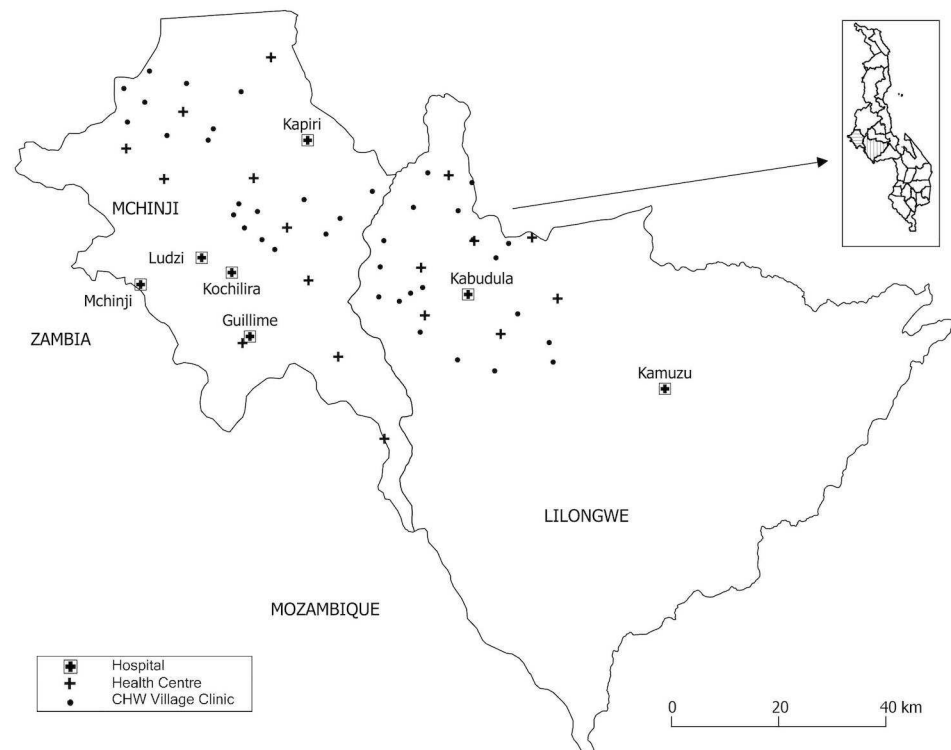 Kapiri
MCHINJI
Ludzi
Kochilira
Mchinji
Kabudula
Guillime
ZAMBIA
Kamuzu
LILONGWE
MOZAMBIQUE
Hospital
Health Centre
CHW Village Clinic
0 20 40 km